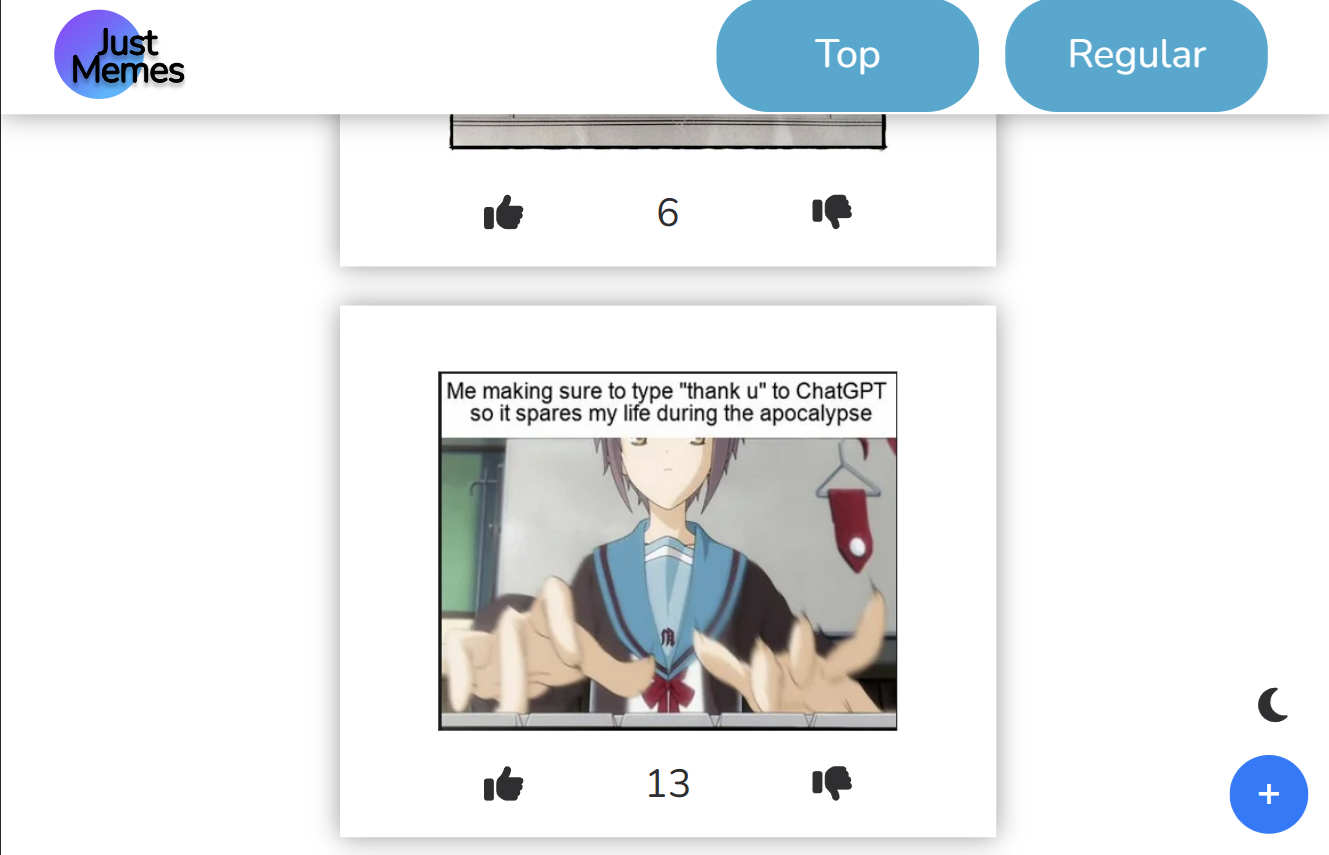 Just
Memes
Top
Regular
6
Me making sure to type "thank u" to ChatGPT
so it spares my life during the apocalypse
13
+